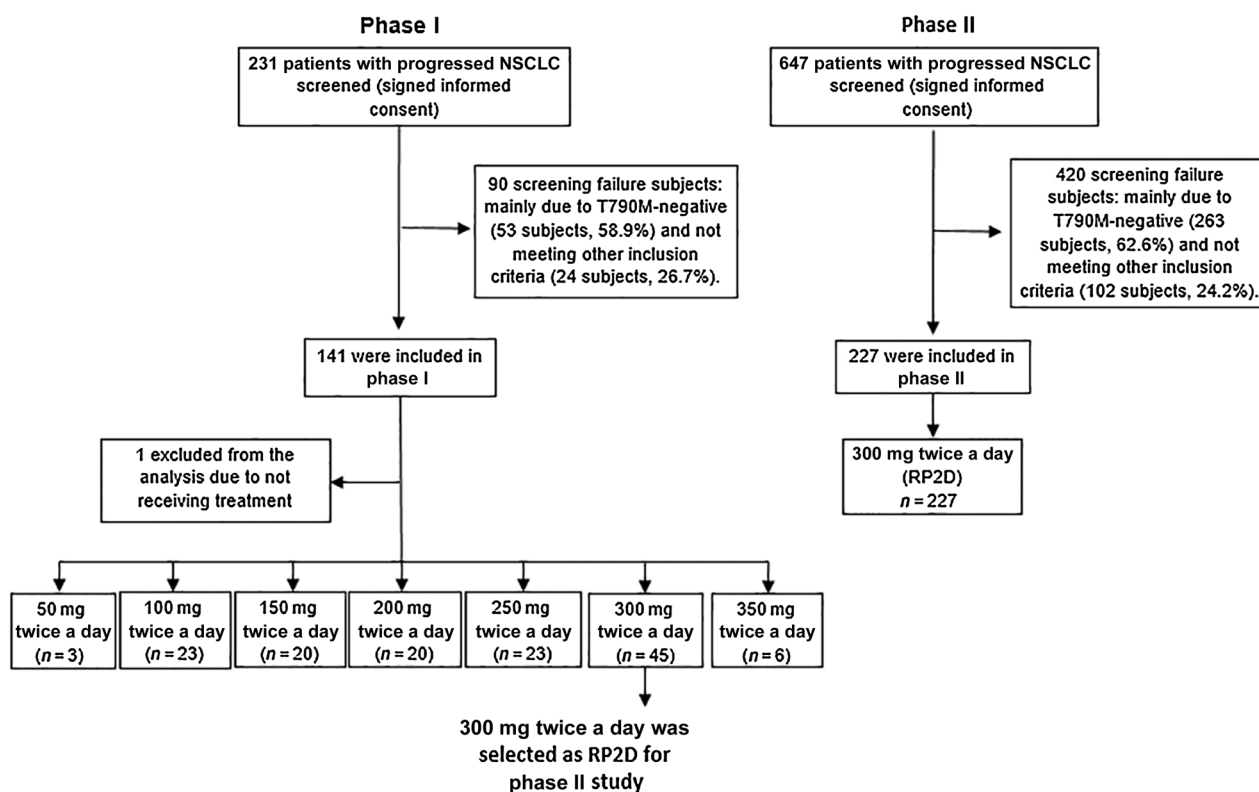 Phase I
231 patients with progressed NSCLC
screened (signed informed
consent)
90 screening failure subjects:
mainly due to T790M-negative
(53 subjects, 58.9%) and not
meeting other inclusion
criteria (24 subjects, 26.7%).
141 were included in
phase I
1 excluded from the
analysis due to not
receiving treatment
50 mg
twice a day
(n = 3)
100 mg
twice a day
(n = 23)
150 mg
twice a day
(n = 20)
200 mg
twice a day
(n = 20)
250 mg
twice a day
(n = 23)
300 mg
twice a day
(n = 45)
350 mg
twice a day
(n = 6)
300 mg twice a day was
selected as RP2D for
phase II study
Phase II
647 patients with progressed NSCLC
screened (signed informed
consent)
420 screening failure
subjects: mainly due to
T790M-negative (263
subjects, 62.6%) and not
meeting other inclusion
criteria (102 subjects, 24.2%).
227 were included in
phase II
300 mg twice a day
(RP2D)
n = 227